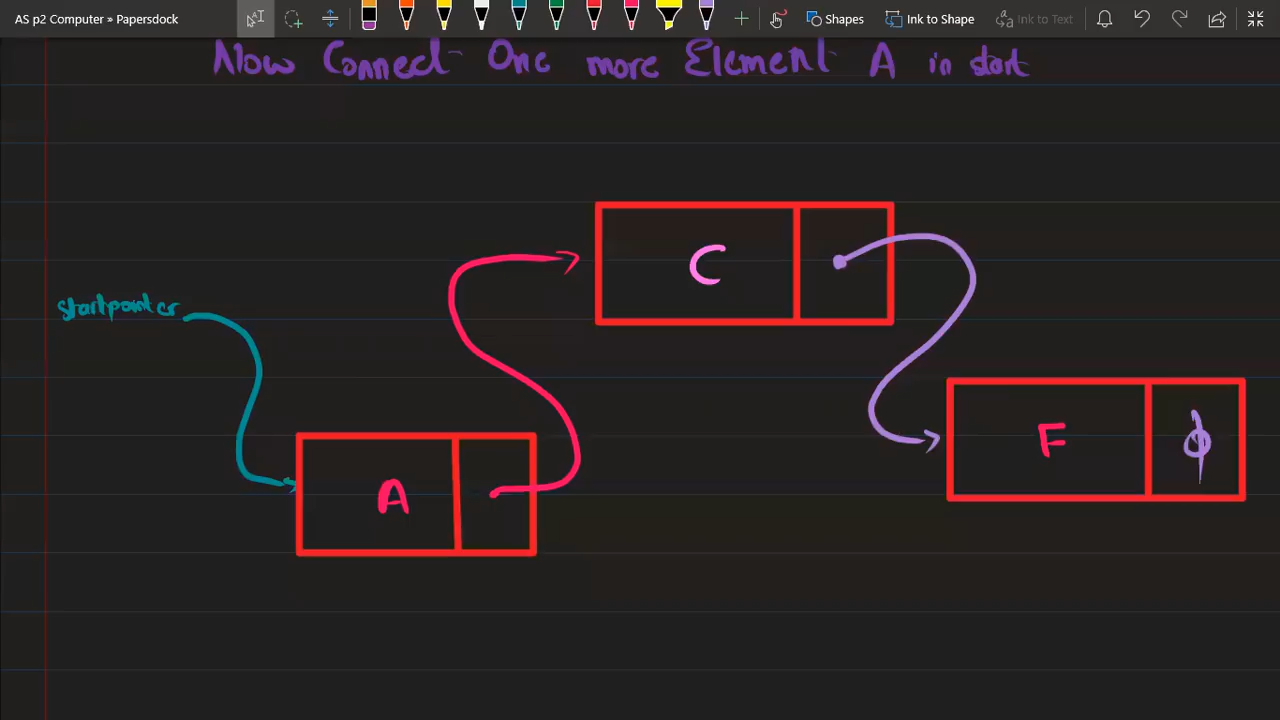 AS p2 Computer » Papersdock
Shapes
Ink to Shape
Ink to Text
Now Connect One more Element A in start
C
startpointer
F
φ
A